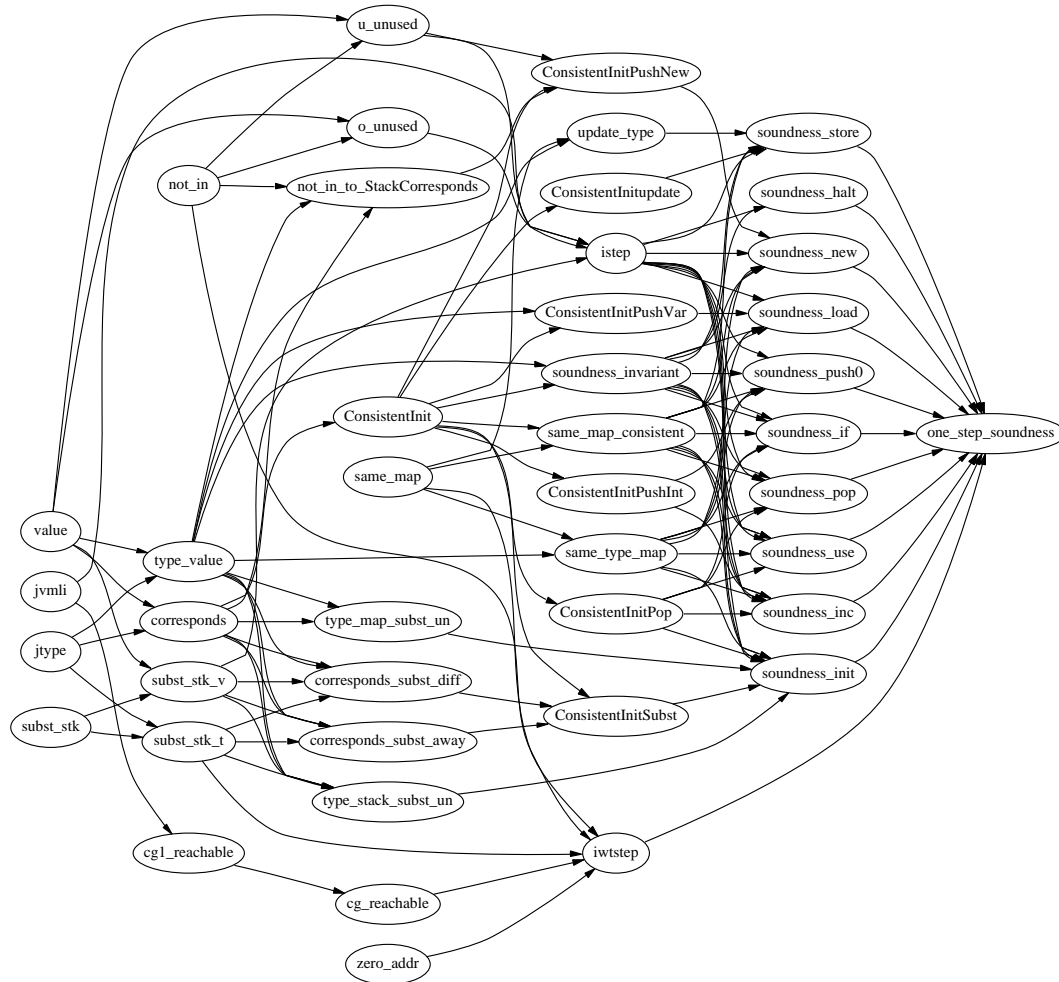 u_unused
ConsistentInitPushNew
o_unused
update_type
soundness_store
not_in
not_in_to_StackCorresponds
ConsistentInitupdate
soundness_halt
istep
soundness_new
ConsistentInitPushVar
soundness_load
soundness_invariant
soundness_push0
ConsistentInit
same_map_consistent
soundness_if
one_step_soundness
same_map
ConsistentInitPushInt
soundness_pop
value
type_value
same_type_map
soundness_use
jvmli
corresponds
type_map_subst_un
ConsistentInitPop
soundness_inc
jtype
subst_stk_v
corresponds_subst_diff
soundness_init
subst_stk
subst_stk_t
corresponds_subst_away
ConsistentInitSubst
type_stack_subst_un
cg1_reachable
iwtstep
cg_reachable
zero_addr